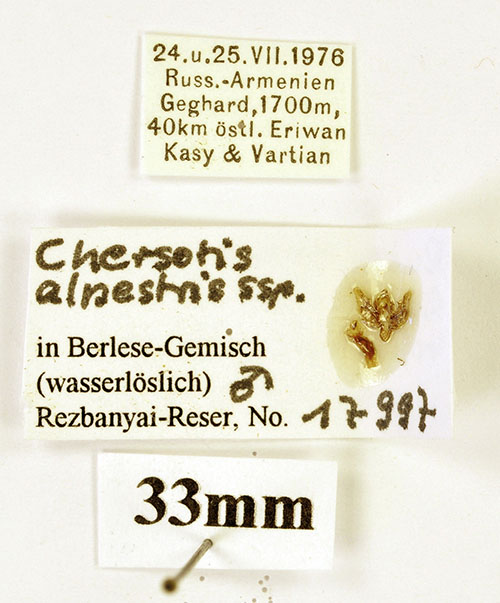 24.u.25.VII.1976
Russ.-Armenien
Geghard,1700m,
40km östl. Eriwan
Kasy & Vartian
Chersotis
alpestris ssp.
in Berlese-Gemisch
(wasserlöslich) ♂
Rezbanyai-Reser, No. 17997
33mm